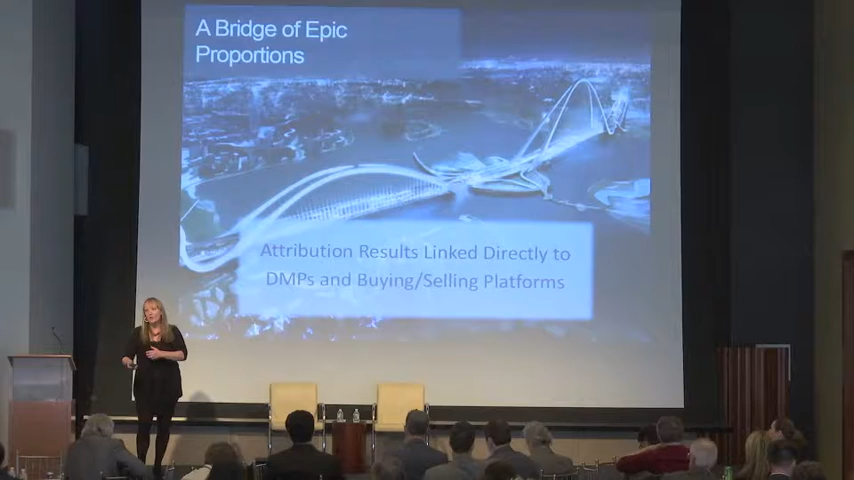 A Bridge of Epic
Proportions
Attribution Results Linked Directly to
DMPs and Buying/Selling Platforms